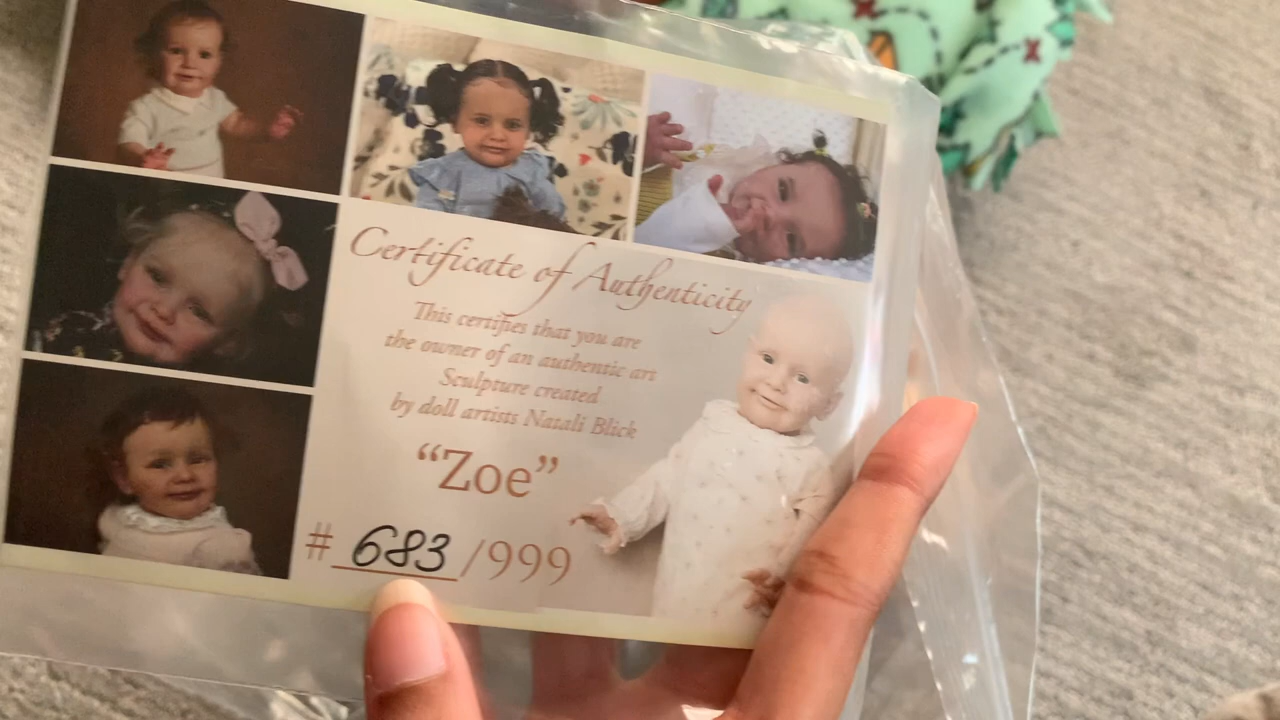 Certificate of Authenticity
This certifies that you are
the owner of an authentic art
Sculpture created
by doll artists Natali Blick
“Zoe”
# 683 /999